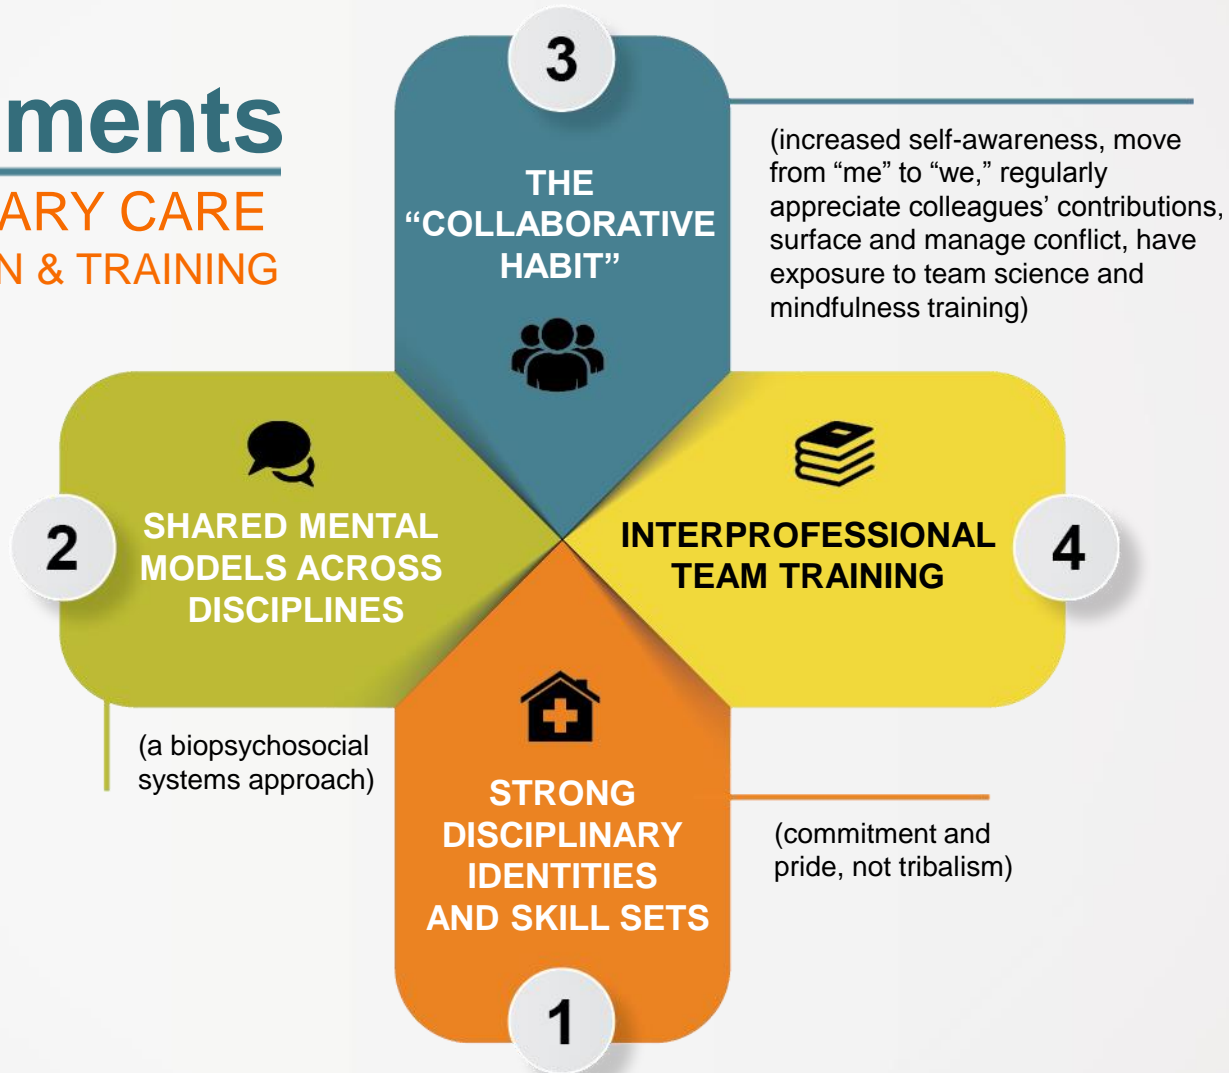 ments
ARY CARE
N & TRAINING
3
THE
“COLLABORATIVE
HABIT”
(increased self-awareness, move
from “me” to “we,” regularly
appreciate colleagues’ contributions,
surface and manage conflict, have
exposure to team science and
mindfulness training)
2
SHARED MENTAL
MODELS ACROSS
DISCIPLINES
(a biopsychosocial
systems approach)
INTERPROFESSIONAL
TEAM TRAINING
4
STRONG
DISCIPLINARY
IDENTITIES
AND SKILL SETS
1
(commitment and
pride, not tribalism)